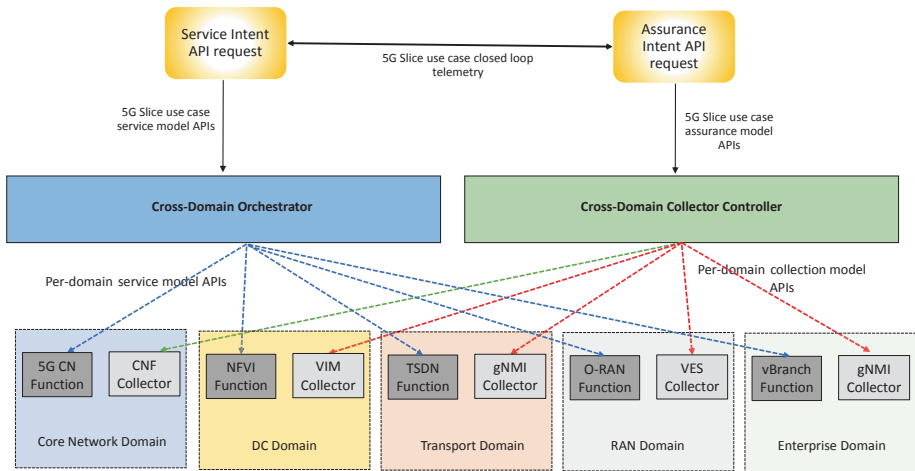 Service Intent
API request
5G Slice use case closed loop
telemetry
Assurance
Intent API
request
5G Slice use case
service model APIs
5G Slice use case
assurance model
APIs
Cross-Domain Orchestrator
Cross-Domain Collector Controller
Per-domain service model APIs
Per-domain collection model
APIs
5G CN
Function
CNF
Collector
Core Network Domain
NFVI
Function
VIM
Collector
DC Domain
TSDN
Function
gNMI
Collector
Transport Domain
O-RAN
Function
VES
Collector
RAN Domain
vBranch
Function
gNMI
Collector
Enterprise Domain